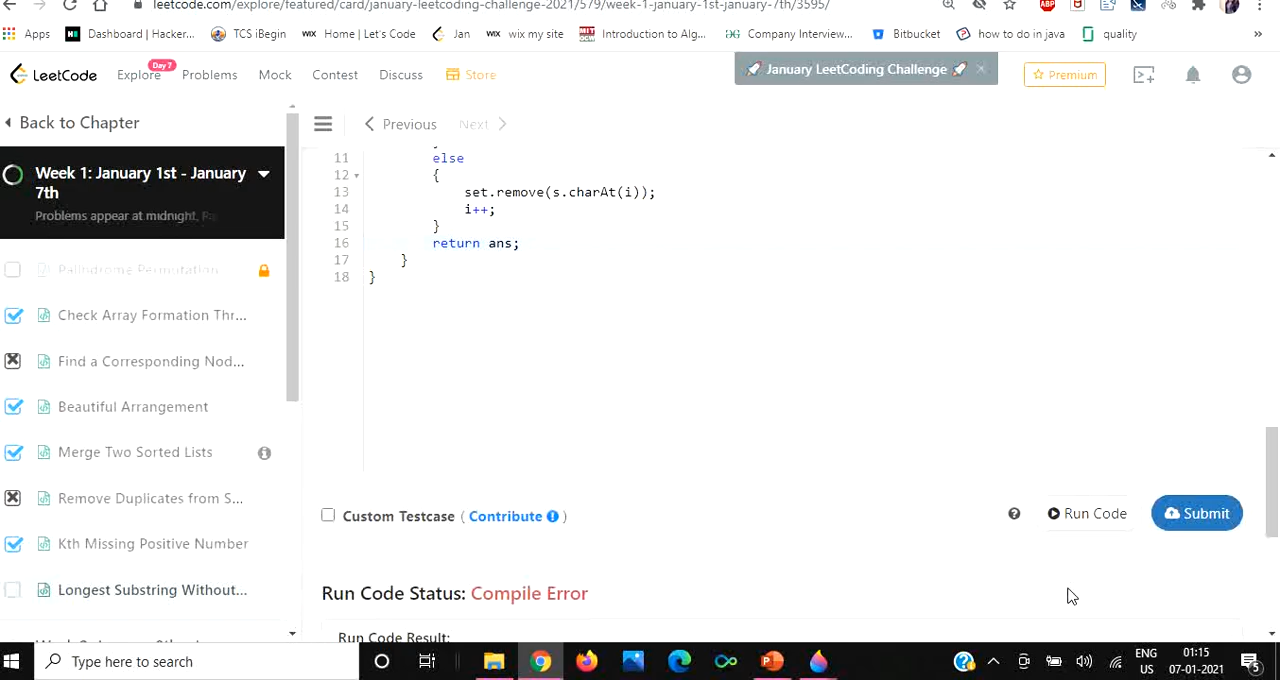 leetcode.com/explore/featured/card/january-leetcoding-challenge-2021/579/week-1-january-1st-january-7th/3595/
Apps
Dashboard | Hacker...
TCS iBegin
WIX Home | Let's Code
Jan
WIX wix my site
Introduction to Alg...
Company Interview...
Bitbucket
how to do in java
quality
»
LeetCode
Explore
Day 7
Problems
Mock
Contest
Discuss
Store
January LeetCoding Challenge
Premium
Back to Chapter
Previous
Next
Week 1: January 1st - January
7th
Problems appear at midnight,
Palindrome Permutation
Check Array Formation Thr...
Find a Corresponding Nod...
Beautiful Arrangement
Merge Two Sorted Lists
Remove Duplicates from S...
Kth Missing Positive Number
Longest Substring Without...
11 else
12 {
13 set.remove(s.charAt(i));
14 i++;
15 }
16 return ans;
17 }
18 }
Custom Testcase ( Contribute )
Run Code
Submit
Run Code Status: Compile Error
Run Code Result:
Type here to search
ENG
US
01:15
07-01-2021
5